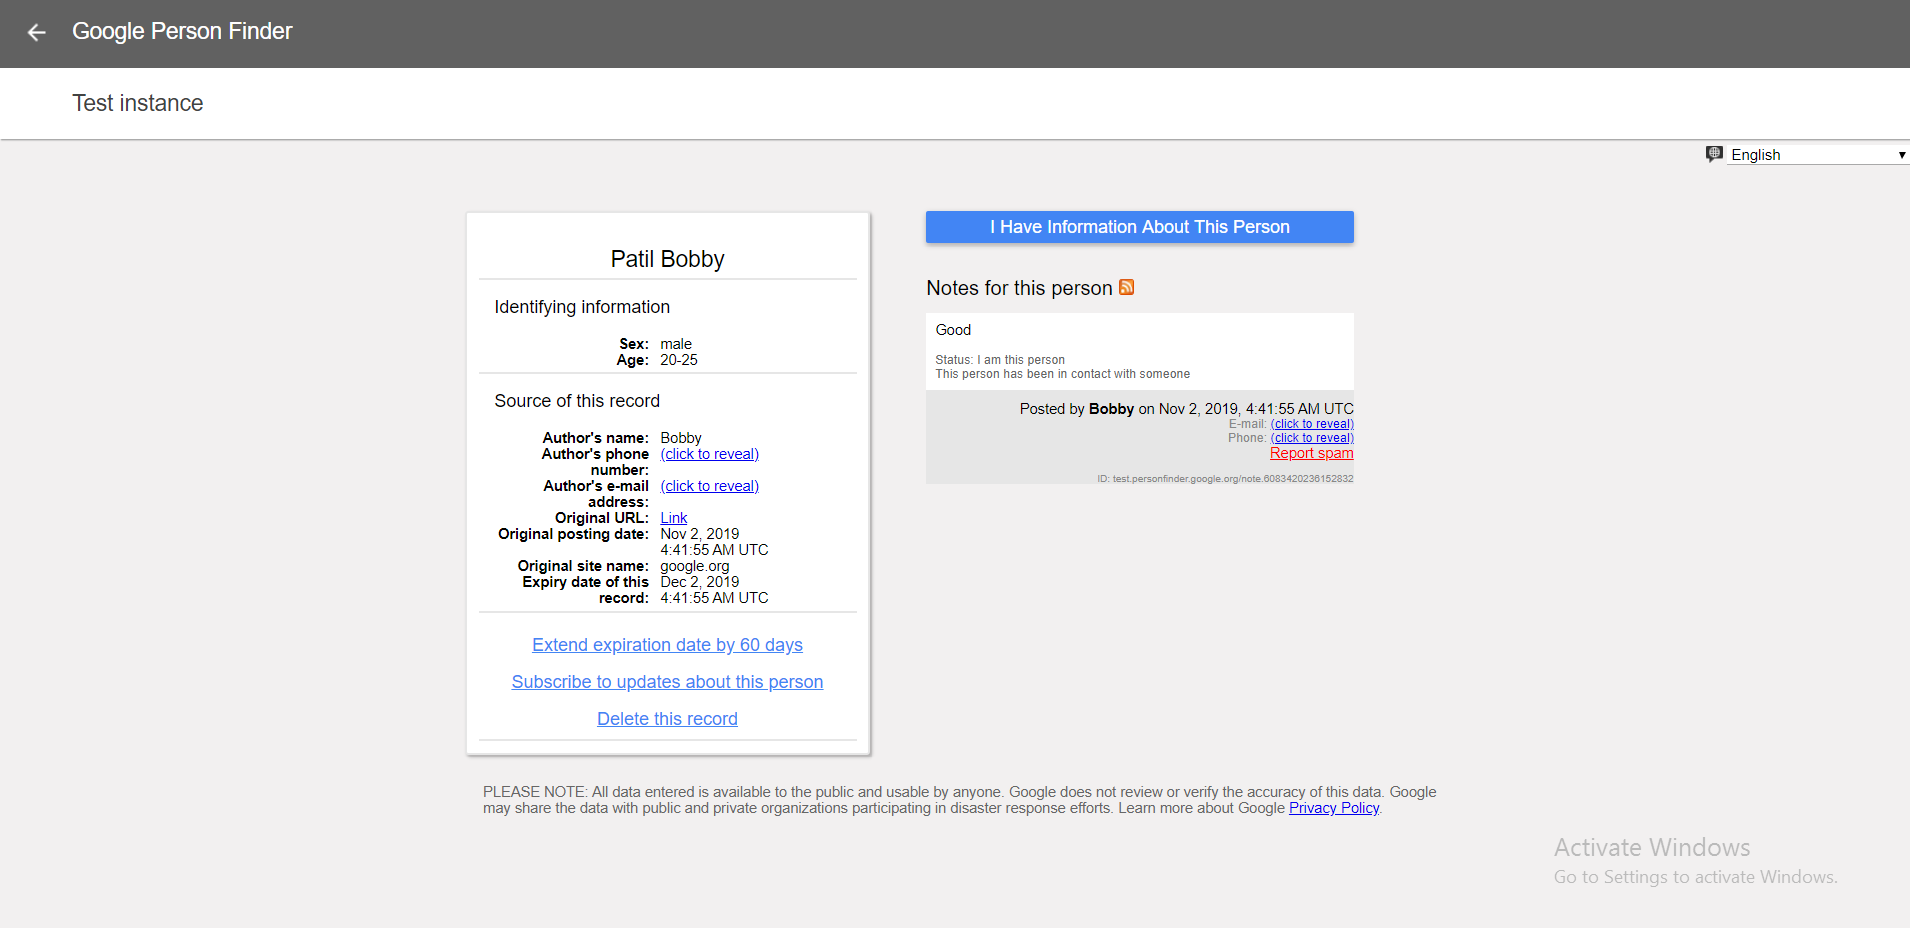 Google Person Finder
Test instance
English
Patil Bobby
Identifying information
Sex: male
Age: 20-25
Source of this record
Author's name: Bobby
Author's phone (click to reveal)
number:
Author's e-mail (click to reveal)
address:
Original URL: Link
Original posting date: Nov 2, 2019
4:41:55 AM UTC
Original site name: google.org
Expiry date of this Dec 2, 2019
record: 4:41:55 AM UTC
Extend expiration date by 60 days
Subscribe to updates about this person
Delete this record
I Have Information About This Person
Notes for this person
Good
Status: I am this person
This person has been in contact with someone
Posted by Bobby on Nov 2, 2019, 4:41:55 AM UTC
E-mail: (click to reveal)
Phone: (click to reveal)
Report spam
ID: test.personfinder.google.org/note.6083420236152832
PLEASE NOTE: All data entered is available to the public and usable by anyone. Google does not review or verify the accuracy of this data. Google
may share the data with public and private organizations participating in disaster response efforts. Learn more about Google Privacy Policy.
Activate Windows
Go to Settings to activate Windows.